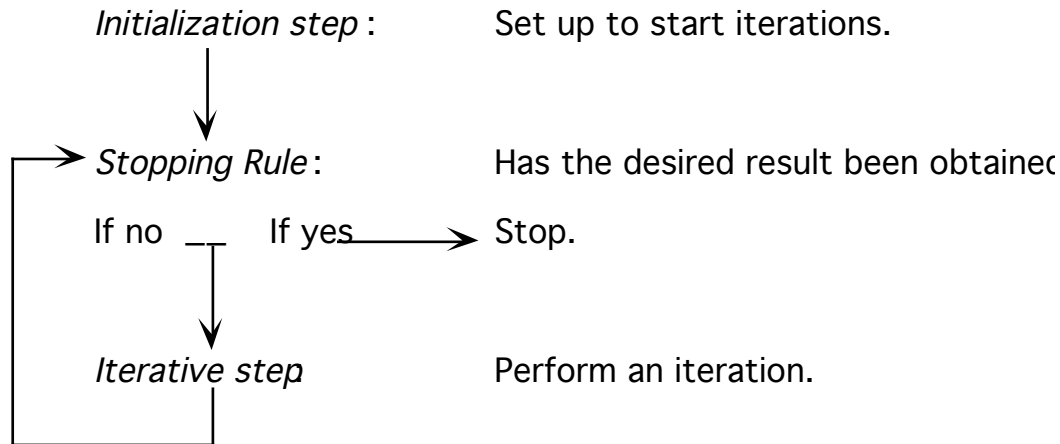 Initialization step : Set up to start iterations.
Stopping Rule : Has the desired result been obtained
If no __ If yes Stop.
Iterative step: Perform an iteration.